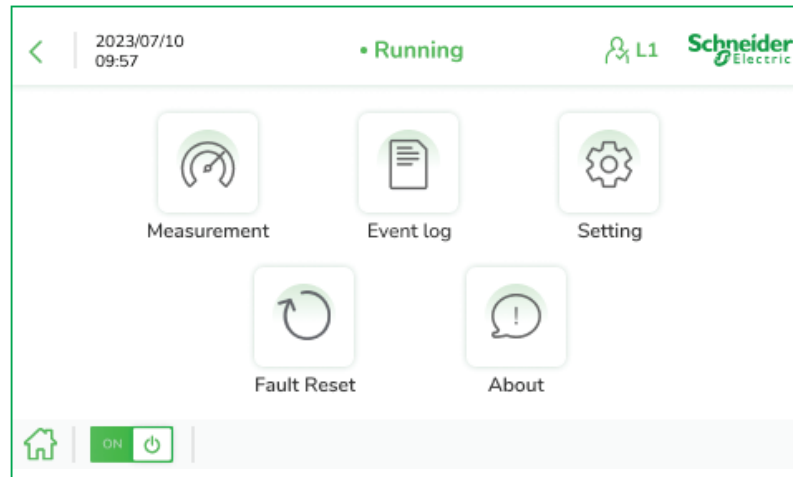 2023/07/10
09:57
• Running
L1
Schneider
Electric
Measurement
Event log
Setting
Fault Reset
About
ON